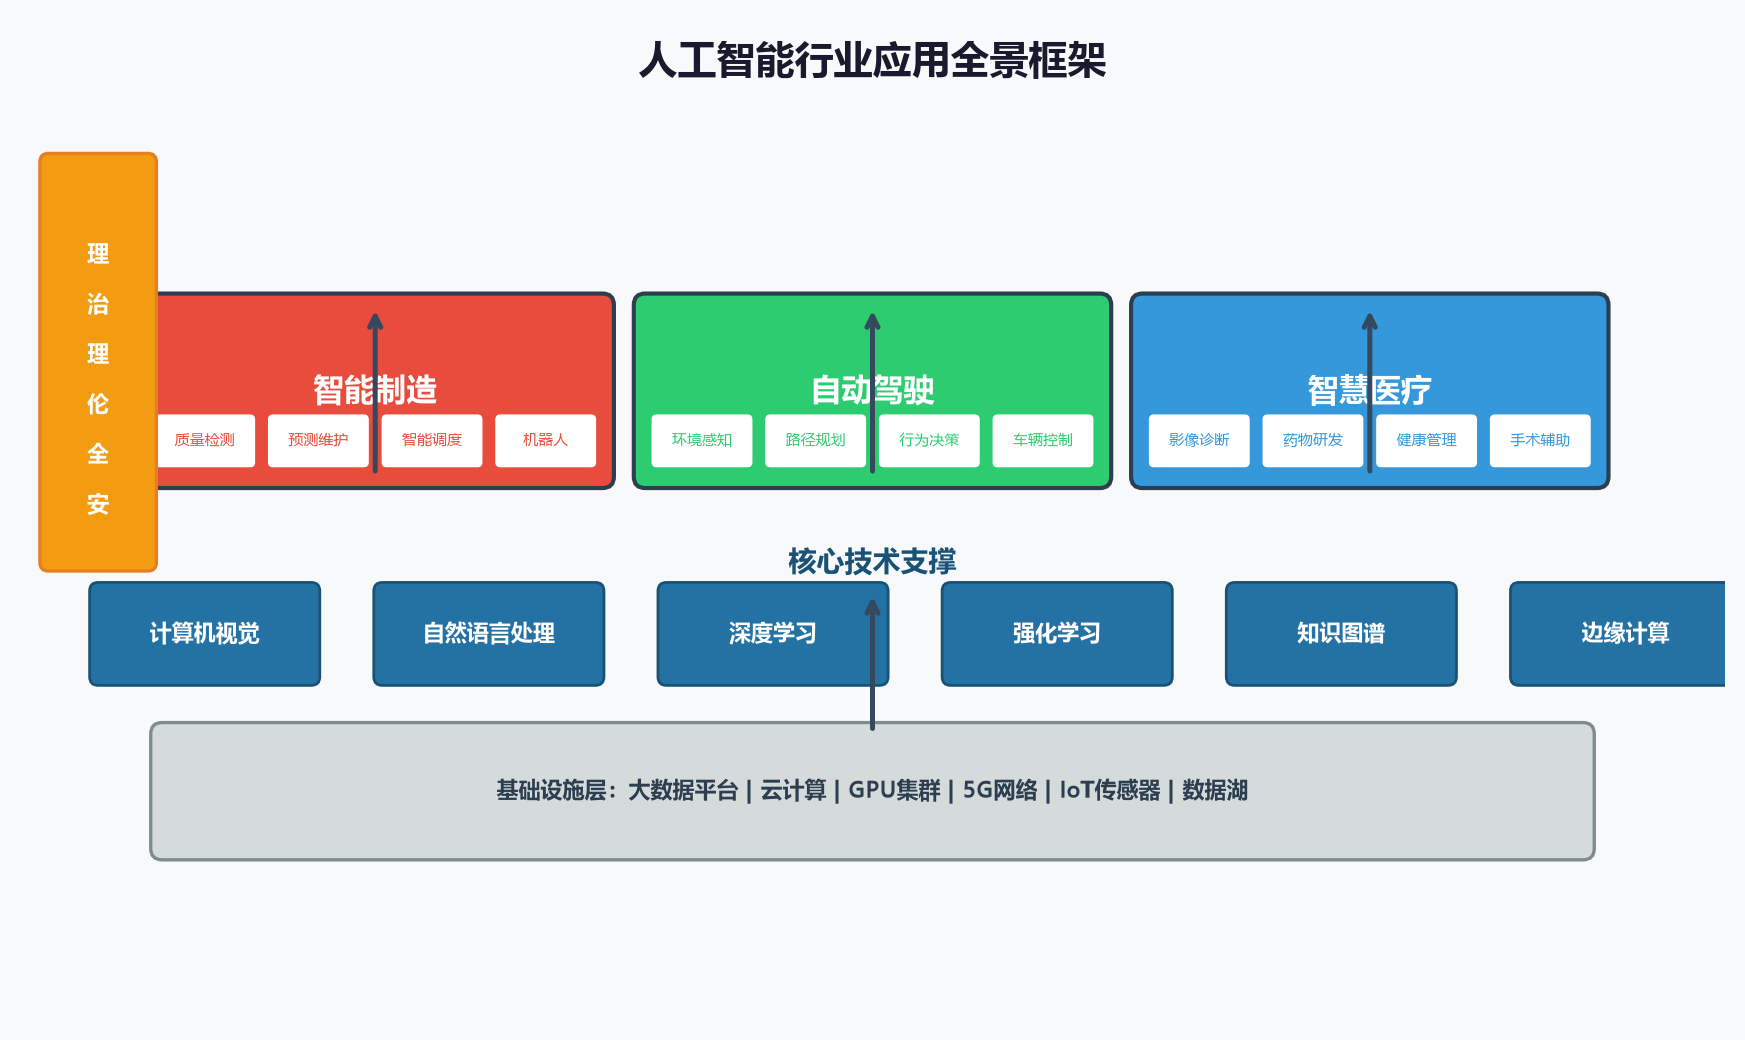 人工智能行业应用全景框架
理
治
理
伦
全
安
智能制造
质量检测
预测维护
智能调度
机器人
自动驾驶
环境感知
路径规划
行为决策
车辆控制
智慧医疗
影像诊断
药物研发
健康管理
手术辅助
核心技术支撑
计算机视觉
自然语言处理
深度学习
强化学习
知识图谱
边缘计算
基础设施层：大数据平台 | 云计算 | GPU集群 | 5G网络 | IoT传感器 | 数据湖